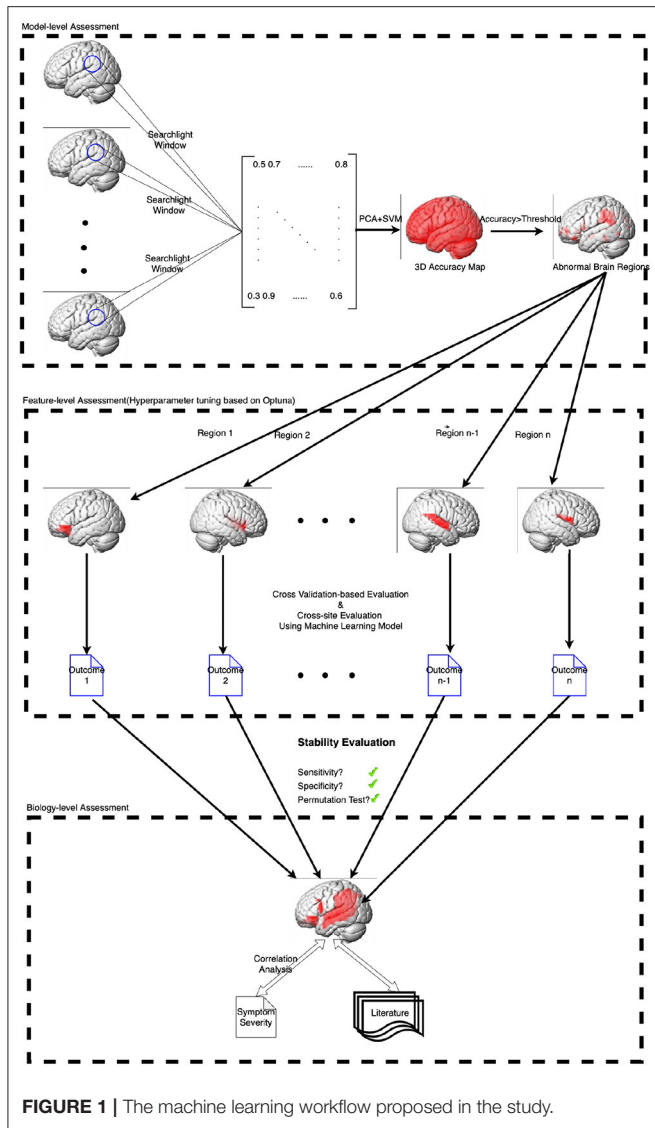 Model-level Assessment
Searchlight
Window
Searchlight
Window
Searchlight
Window
0.5 0.7 ...... 0.8
0.3 0.9 ...... 0.6
PCA+SVM
3D Accuracy Map
Accuracy>Threshold
Abnormal Brain Regions
Feature-level Assessment(Hyperparameter tuning based on Optuna)
Region 1
Region 2
Region n-1
Region n
Cross Validation-based Evaluation
&
Cross-site Evaluation
Using Machine Learning Model
Outcome
1
Outcome
2
Outcome
n-1
Outcome
n
Stability Evaluation
Sensitivity?
Specificity?
Permutation Test?
Biology-level Assessment
Correlation
Analysis
Symptom
Severity
Literature
FIGURE 1 | The machine learning workflow proposed in the study.